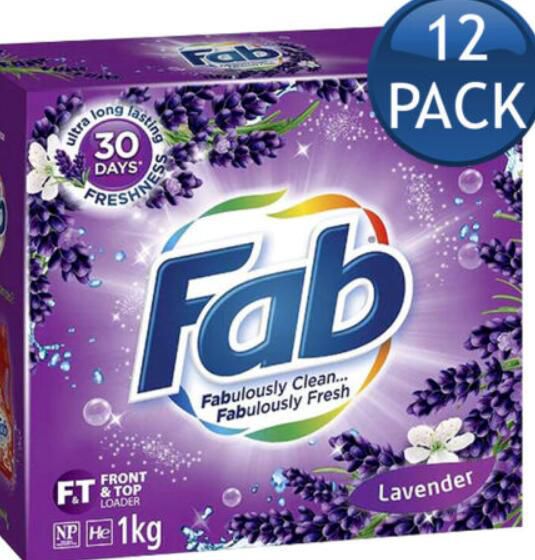 Fab
12
PACK
ultra long lasting
30
DAYS*
FRESHNESS
Fab®
Fabulously Clean...
Fabulously Fresh
Lavender
F&T FRONT
& TOP
LOADER
NP He 1kg